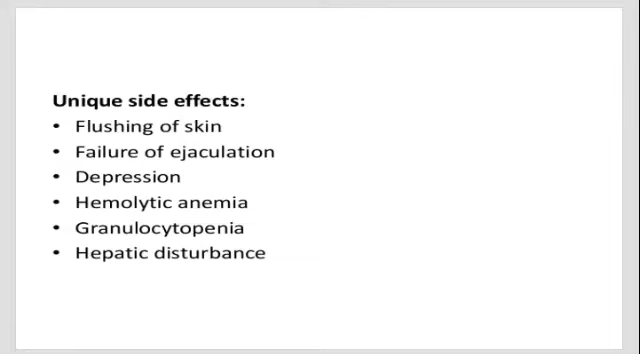 Unique side effects:
• Flushing of skin
• Failure of ejaculation
• Depression
• Hemolytic anemia
• Granulocytopenia
• Hepatic disturbance